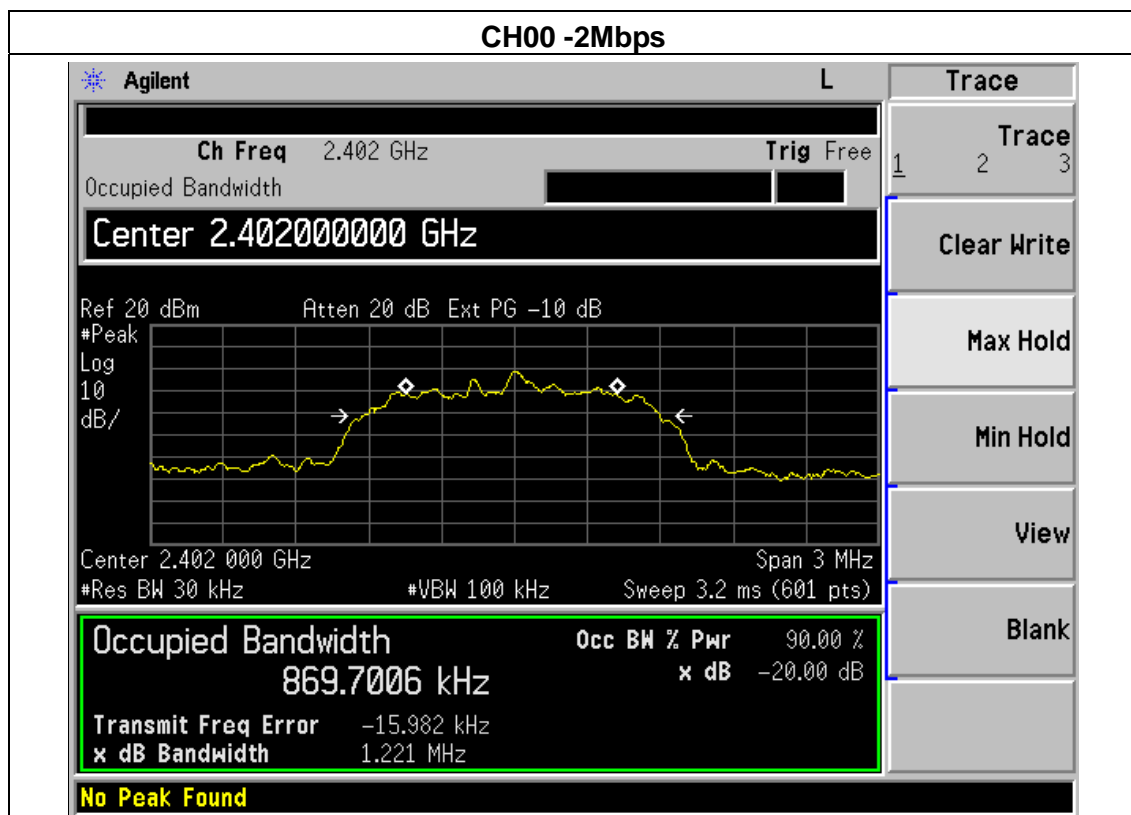 CH00 -2Mbps
Agilent L Trace
Ch Freq 2.402 GHz Trig Free
Occupied Bandwidth
Trace
1 2 3
Center 2.402000000 GHz
Clear Write
Ref 20 dBm Atten 20 dB Ext PG -10 dB
#Peak
Log
10
dB/
Max Hold
Min Hold
View
Center 2.402 000 GHz Span 3 MHz
#Res BW 30 kHz #VBW 100 kHz Sweep 3.2 ms (601 pts)
Blank
Occupied Bandwidth Occ BW % Pwr 90.00 %
869.7006 kHz x dB -20.00 dB
Transmit Freq Error -15.982 kHz
x dB Bandwidth 1.221 MHz
No Peak Found